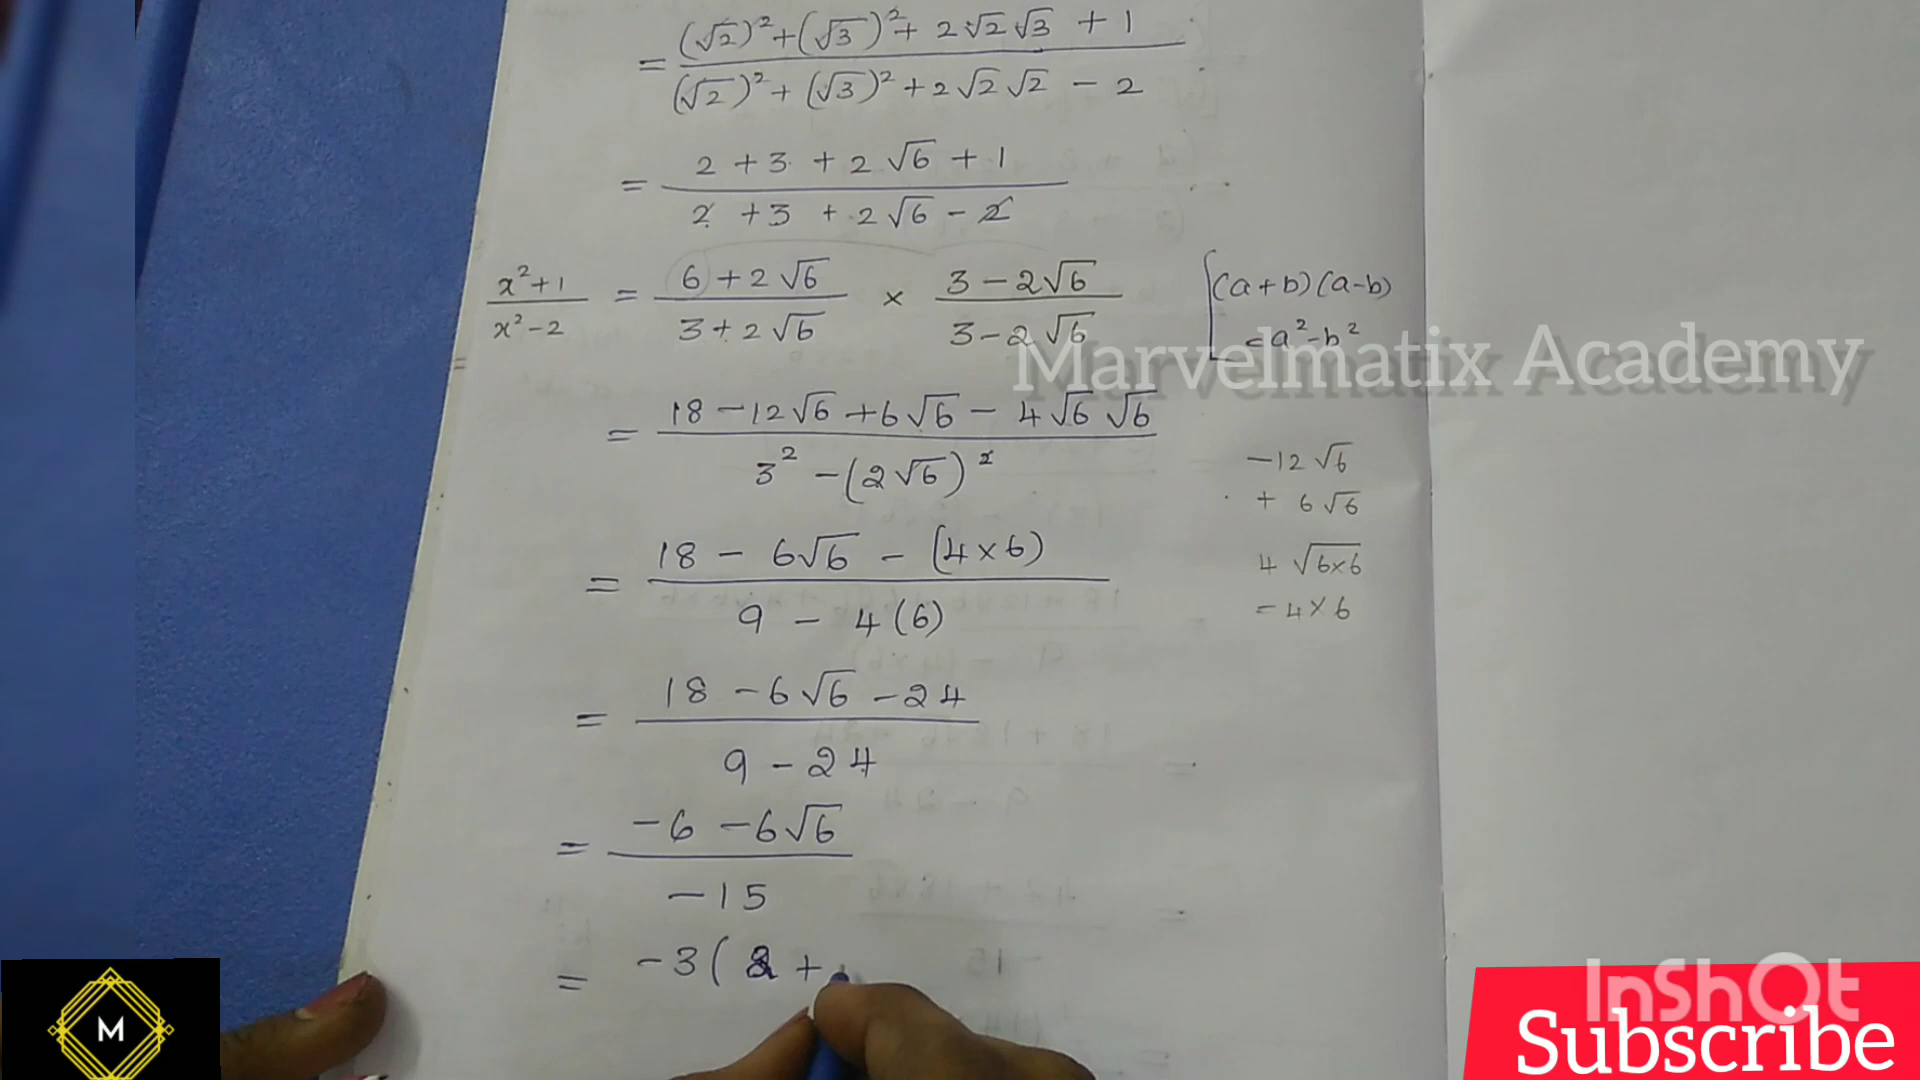 = (√2)² + (√3)² + 2√2√3 + 1
(√2)² + (√3)² + 2√2√2 - 2
= 2 + 3 + 2√6 + 1
2 + 3 + 2√6 - 2
x² + 1
x² - 2
= 6 + 2√6
3 + 2√6
× 3 - 2√6
3 - 2√6
(a+b)(a-b)
= a² - b²
Marvelmatix Academy
= 18 - 12√6 + 6√6 - 4√6√6
3² - (2√6)²
-12√6
+ 6√6
4√6×6
= 4×6
= 18 - 6√6 - (4×6)
9 - 4(6)
= 18 - 6√6 - 24
9 - 24
= -6 - 6√6
-15
= -3( 2 +
M
InShOt
Subscribe